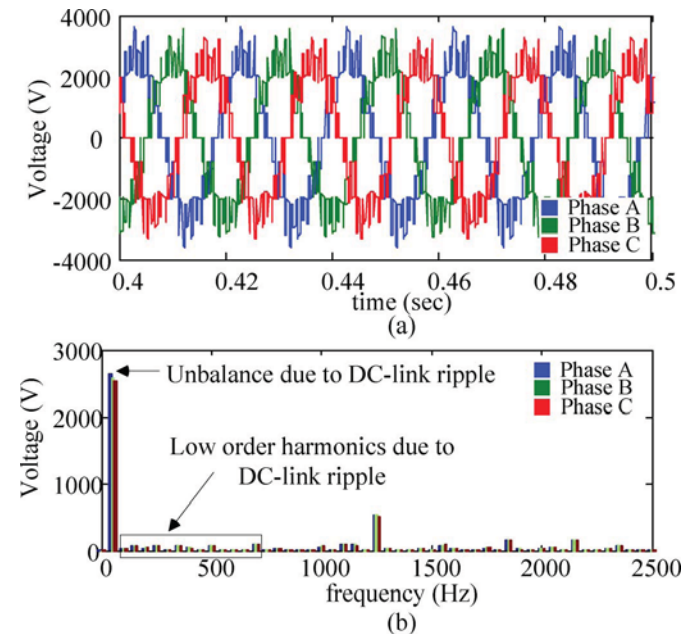 4000
2000
0
-2000
-4000
Voltage (V)
Phase A
Phase B
Phase C
0.4 0.42 0.44 0.46 0.48 0.5
time (sec)
(a)
3000
2000
1000
0
Voltage (V)
Unbalance due to DC-link ripple
Phase A
Phase B
Phase C
Low order harmonics due to
DC-link ripple
0 500 1000 1500 2000 2500
frequency (Hz)
(b)